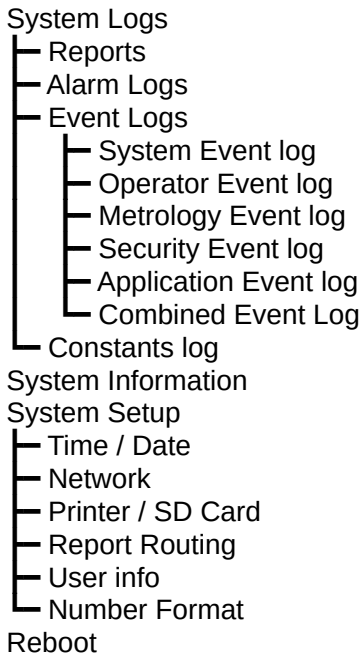 System Logs
Reports
Alarm Logs
Event Logs
System Event log
Operator Event log
Metrology Event log
Security Event log
Application Event log
Combined Event Log
Constants log
System Information
System Setup
Time / Date
Network
Printer / SD Card
Report Routing
User info
Number Format
Reboot